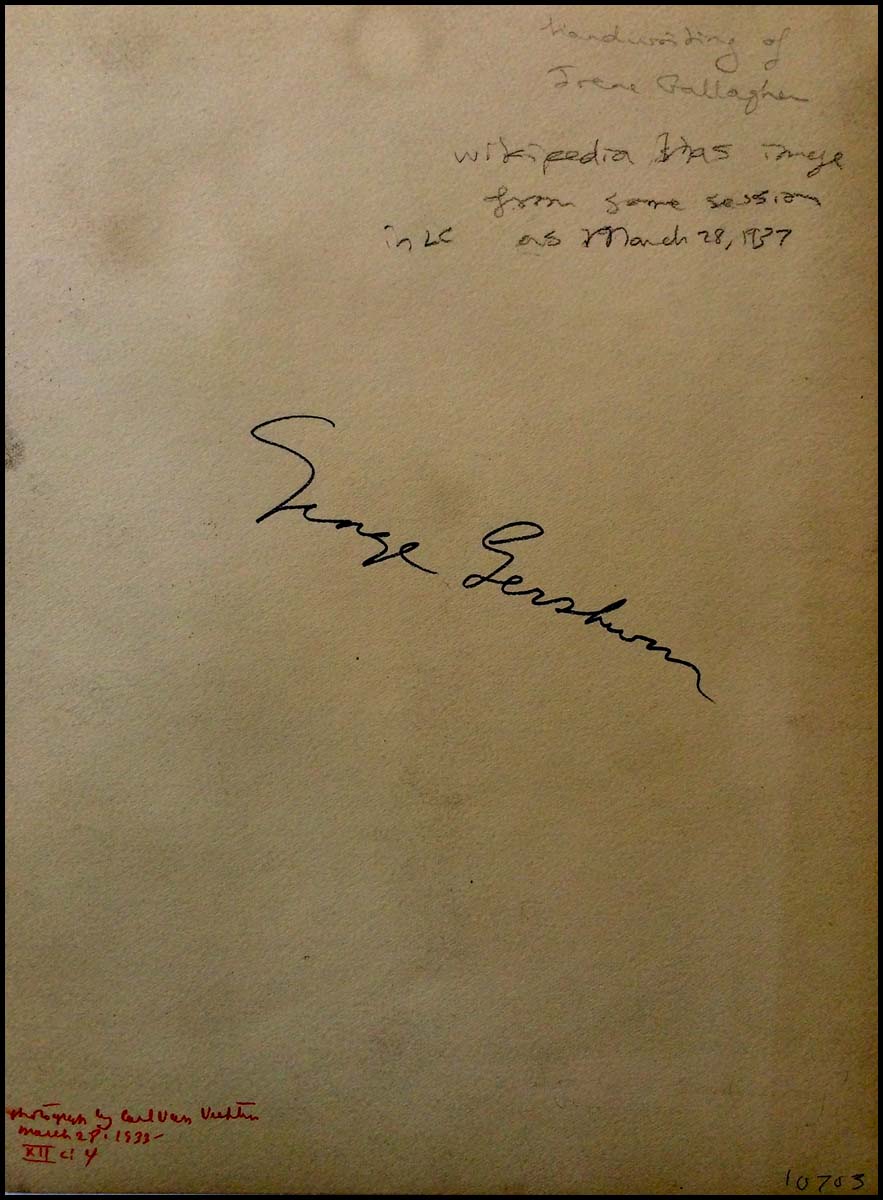 Handwriting of
Irene Gallagher
wikipedia has image
from same session
in LC as March 28, 1937
George Gershwin
photograph by Carl Van Vechten
March 28, 1933
XII c: 4
10703